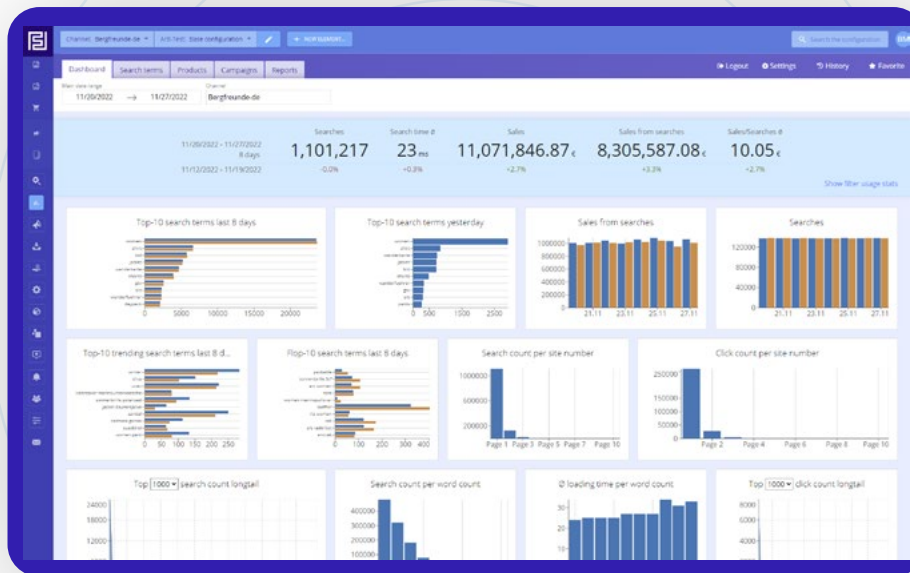 Channel: Bergfreunde-de
A/B-Test: Base configuration
+ NEW ELEMENT...
Search the configuration
Dashboard
Search terms
Products
Campaigns
Reports
Logout
Settings
History
Favorite
Main date range
11/20/2022 → 11/27/2022
Channel
Bergfreunde-de
11/20/2022 - 11/27/2022
8 days
11/12/2022 - 11/19/2022
Searches
1,101,217
-0.0%
Search time Ø
23 ms
+0.3%
Sales
11,071,846.87 €
+2.7%
Sales from searches
8,305,587.08 €
+3.3%
Sales/Searches Ø
10.05 €
+2.7%
Show filter usage stats
Top-10 search terms last 8 days
0 5000 10000 15000 20000
Top-10 search terms yesterday
0 500 1500 2500
Sales from searches
1000000
800000
600000
400000
200000
0
21.11 23.11 25.11 27.11
Searches
120000
80000
40000
0
21.11 23.11 25.11 27.11
Top-10 trending search terms last 8 d...
0 50 100 150 200 250
Flop-10 search terms last 8 days
0 100 200 300 400
Search count per site number
1000000
600000
200000
Page 1 Page 3 Page 5 Page 7 Page 10
Click count per site number
250000
150000
100000
50000
0
Page 2 Page 4 Page 6 Page 8 Page 10
Top 1000 search count longtail
24000
18000
12000
Search count per word count
400000
300000
200000
100000
Ø loading time per word count
30
20
10
Top 1000 click count longtail
8000
6000
4000